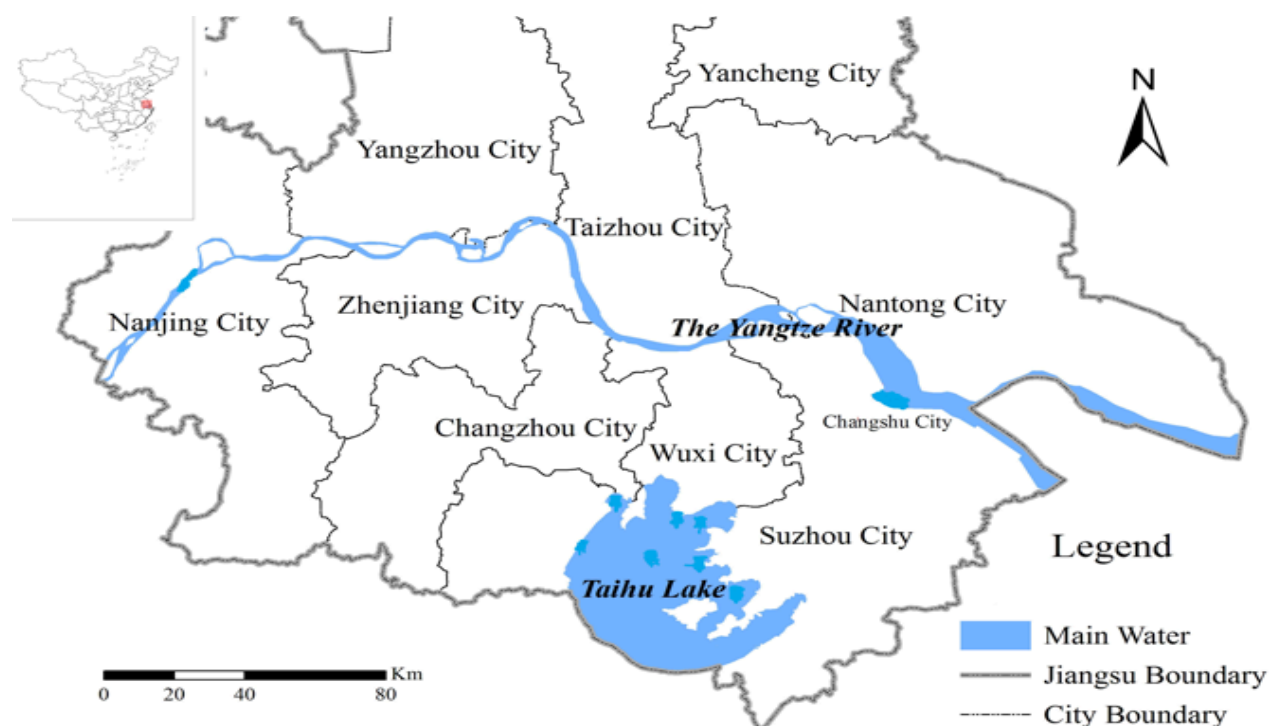 Yancheng City
N
Yangzhou City
Taizhou City
Zhenjiang City
Nantong City
Nanjing City
The Yangtze River
Changzhou City
Changshu City
Wuxi City
Suzhou City
Legend
Taihu Lake
Main Water
Km
Jiangsu Boundary
0 20 40 80
City Boundary